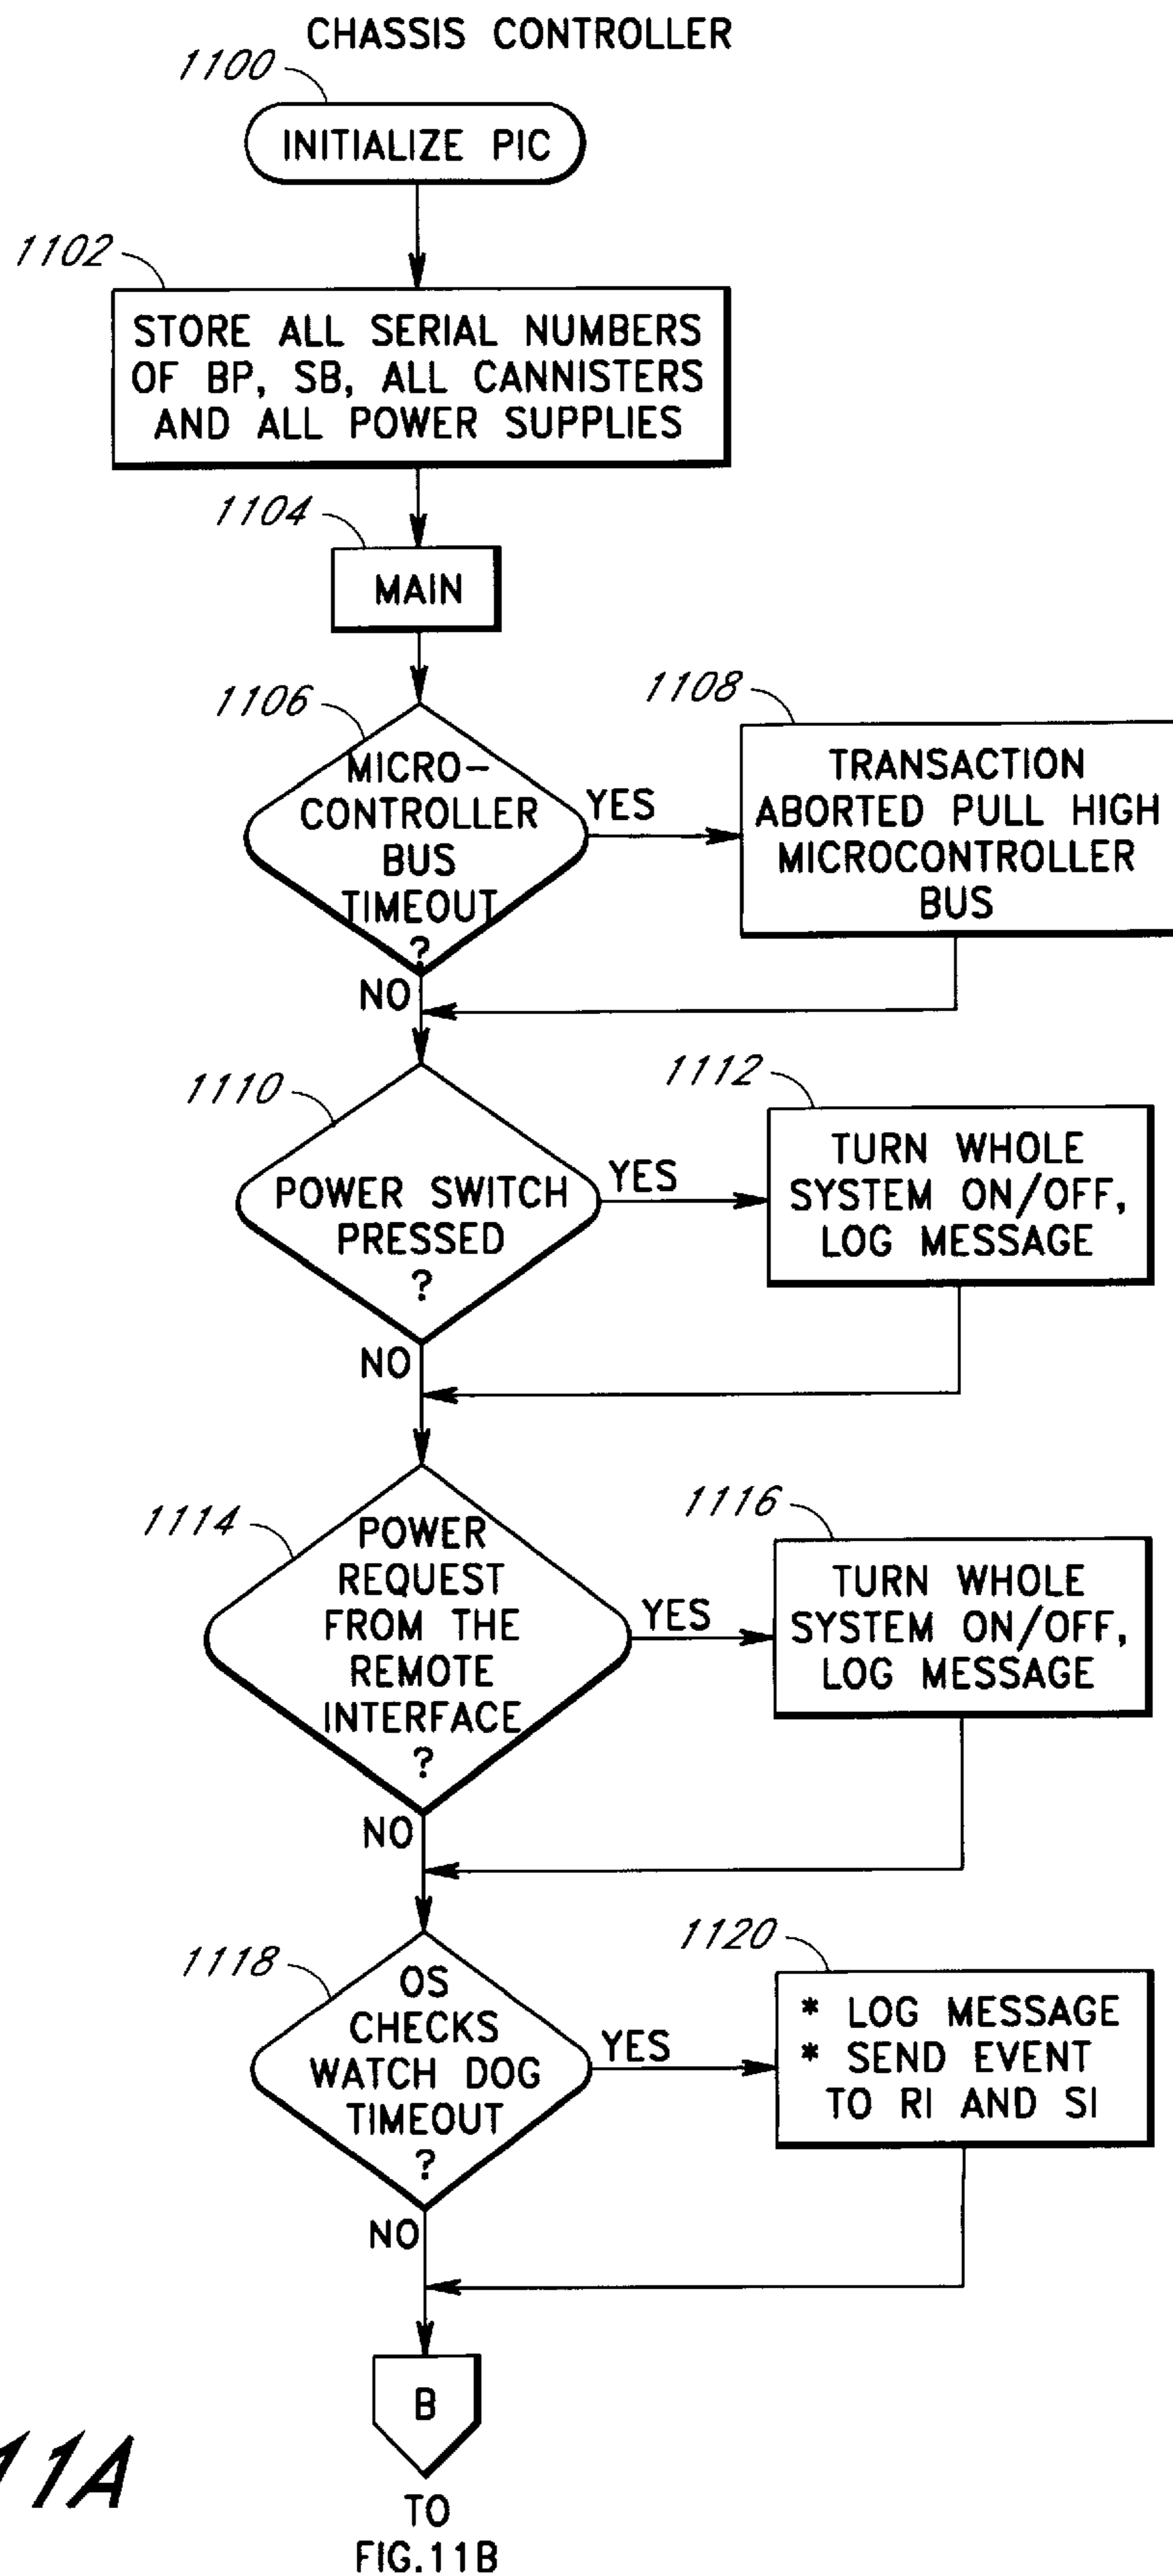 CHASSIS CONTROLLER
1100
INITIALIZE PIC
1102
STORE ALL SERIAL NUMBERS
OF BP, SB, ALL CANNISTERS
AND ALL POWER SUPPLIES
1104
MAIN
1106
MICRO-
CONTROLLER
BUS
TIMEOUT
?
YES
NO
1108
TRANSACTION
ABORTED PULL HIGH
MICROCONTROLLER
BUS
1110
POWER SWITCH
PRESSED
?
YES
NO
1112
TURN WHOLE
SYSTEM ON/OFF,
LOG MESSAGE
1114
POWER
REQUEST
FROM THE
REMOTE
INTERFACE
?
YES
NO
1116
TURN WHOLE
SYSTEM ON/OFF,
LOG MESSAGE
1118
OS
CHECKS
WATCH DOG
TIMEOUT
?
YES
NO
1120
* LOG MESSAGE
* SEND EVENT
TO RI AND SI
B
TO
FIG.11B
11A